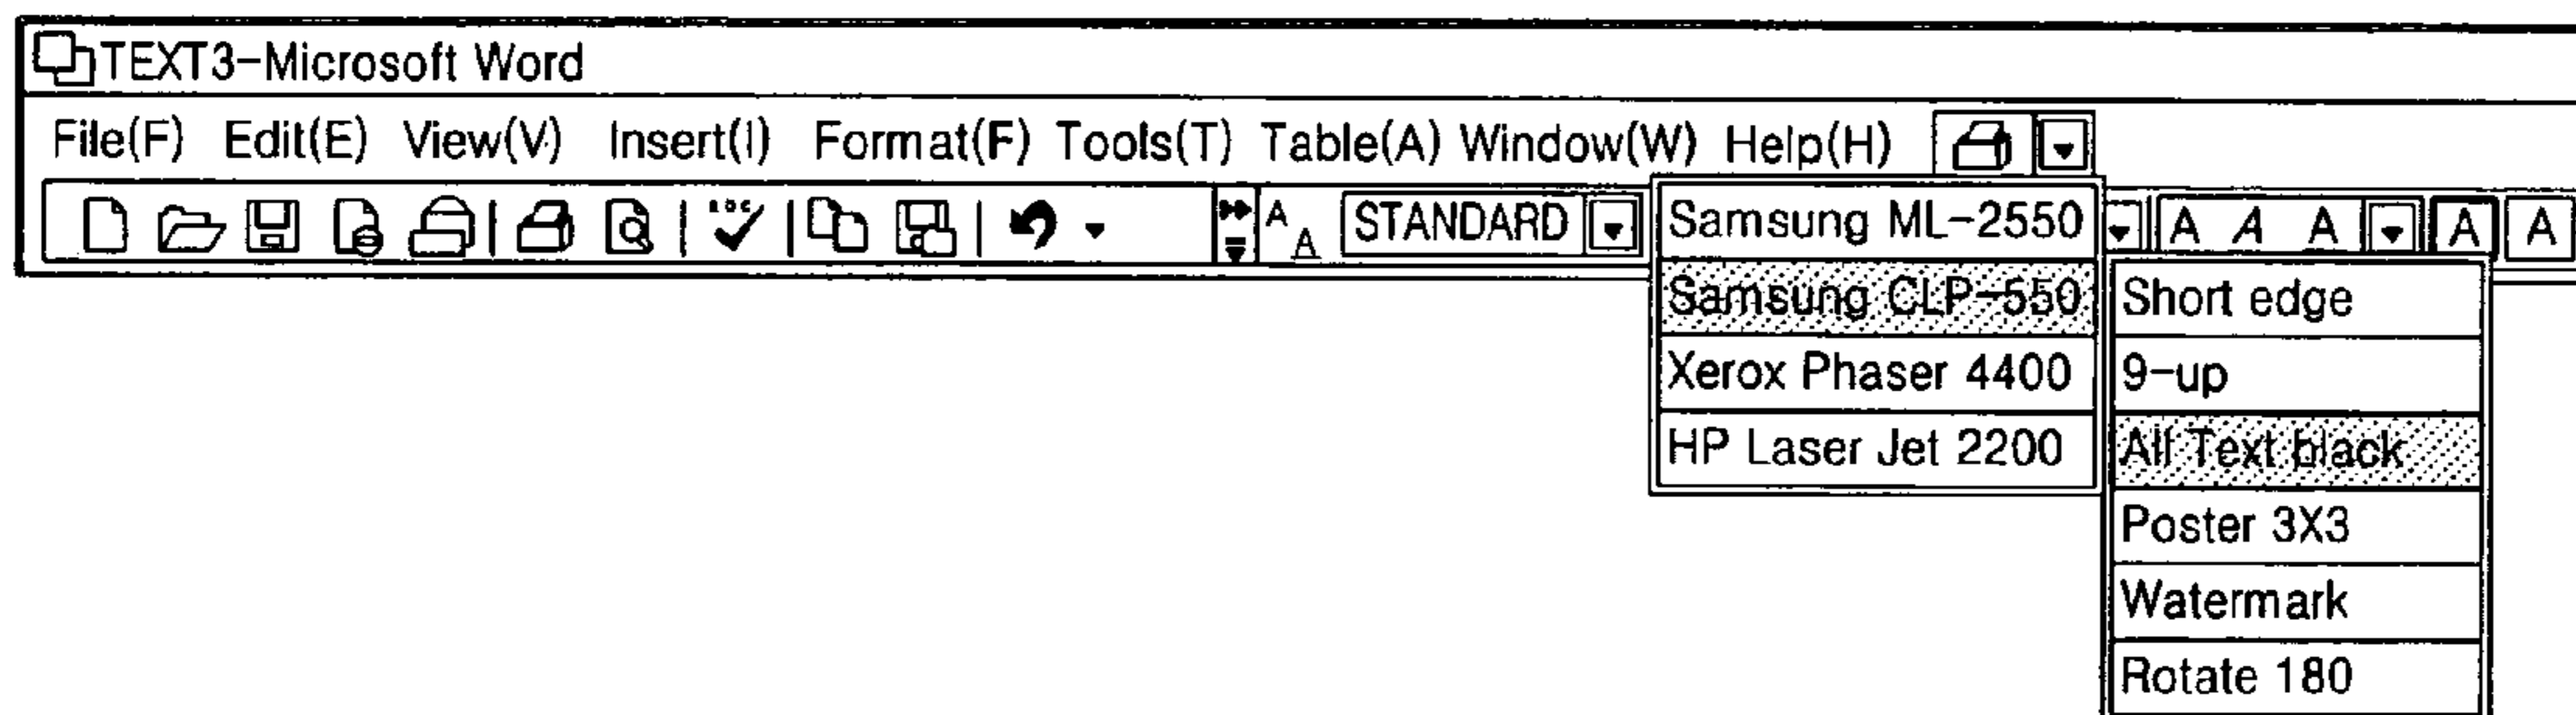 TEXT3-Microsoft Word
File(F) Edit(E) View(V) Insert(I) Format(F) Tools(T) Table(A) Window(W) Help(H)
A A STANDARD Samsung ML-2550 A A A A A
Samsung CLP-550 Short edge
Xerox Phaser 4400 9-up
HP Laser Jet 2200 All Text black
Poster 3X3
Watermark
Rotate 180